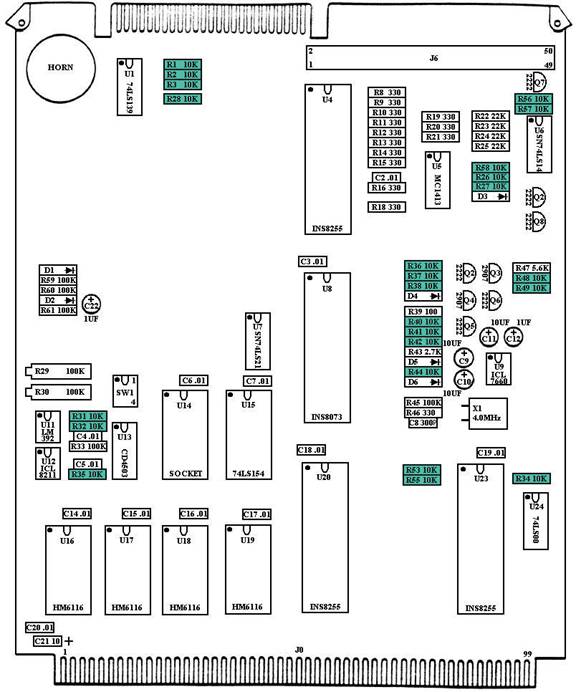 HORN
U1
74LS139
R1 10K
R2 10K
R3 10K
R28 10K
2
50
1
J6
49
U4
INS8255
R8 330
R9 330
R10 330
R11 330
R12 330
R13 330
R14 330
R15 330
C2 .01
R16 330
R18 330
R19 330
R20 330
R21 330
U5
MC1413
R22 22K
R23 22K
R24 22K
R25 22K
R58 10K
R26 10K
R27 10K
D3
2222
Q7
R56 10K
R57 10K
U6
SN74LS14
2222
Q2
2222
Q8
C3 .01
U8
INS8073
R36 10K
R37 10K
R38 10K
D4
R39 100
R40 10K
R41 10K
R42 10K
R43 2.7K
D5
R44 10K
D6
R45 100K
R46 330
C8 300P
2222
Q2
2907
Q3
2907
Q4
2222
Q6
2222
Q5
R47 5.6K
R48 10K
R49 10K
10UF
1UF
C11
C12
10UF
C9
C10
10UF
U9
ICL
7660
X1
4.0MHz
D1
R59 100K
R60 100K
D2
R61 100K
C22
1UF
U7
SN74LS21
R29 100K
R30 100K
SW1
1
4
C6 .01
C7 .01
U14
SOCKET
U15
74LS154
U11
LM
392
U12
ICL
8211
R31 10K
R32 10K
C4 .01
R33 100K
C5 .01
R35 10K
U13
CD4503
C18 .01
U20
INS8255
R53 10K
R55 10K
C19 .01
U23
INS8255
R34 10K
U24
74LS00
C14 .01
C15 .01
C16 .01
C17 .01
U16
U17
U18
U19
HM6116
HM6116
HM6116
HM6116
C20 .01
C21 10
+
1
J0
99